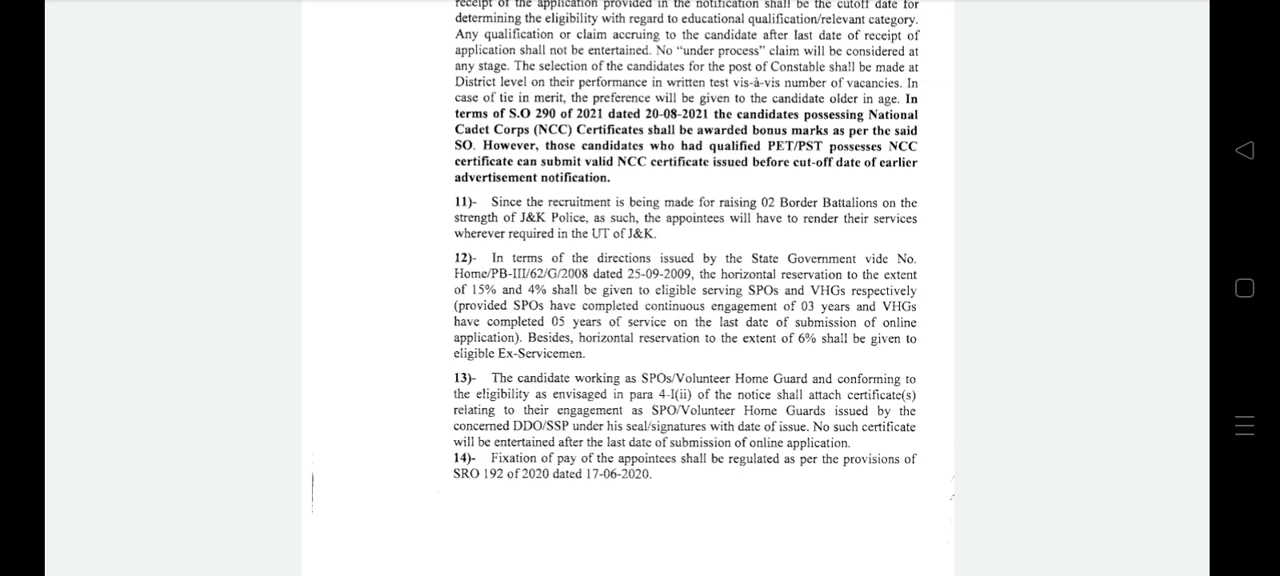 receipt of the application provided in the notification shall be the cutoff date for
determining the eligibility with regard to educational qualification/relevant category.
Any qualification or claim accruing to the candidate after last date of receipt of
application shall not be entertained. No “under process” claim will be considered at
any stage. The selection of the candidates for the post of Constable shall be made at
District level on their performance in written test vis-à-vis number of vacancies. In
case of tie in merit, the preference will be given to the candidate older in age. In
terms of S.O 290 of 2021 dated 20-08-2021 the candidates possessing National
Cadet Corps (NCC) Certificates shall be awarded bonus marks as per the said
SO. However, those candidates who had qualified PET/PST possesses NCC
certificate can submit valid NCC certificate issued before cut-off date of earlier
advertisement notification.
11)- Since the recruitment is being made for raising 02 Border Battalions on the
strength of J&K Police, as such, the appointees will have to render their services
wherever required in the UT of J&K.
12)- In terms of the directions issued by the State Government vide No.
Home/PB-III/62/G/2008 dated 25-09-2009, the horizontal reservation to the extent
of 15% and 4% shall be given to eligible serving SPOs and VHGs respectively
(provided SPOs have completed continuous engagement of 03 years and VHGs
have completed 05 years of service on the last date of submission of online
application). Besides, horizontal reservation to the extent of 6% shall be given to
eligible Ex-Servicemen.
13)- The candidate working as SPOs/Volunteer Home Guard and conforming to
the eligibility as envisaged in para 4-I(ii) of the notice shall attach certificate(s)
relating to their engagement as SPO/Volunteer Home Guards issued by the
concerned DDO/SSP under his seal/signatures with date of issue. No such certificate
will be entertained after the last date of submission of online application.
14)- Fixation of pay of the appointees shall be regulated as per the provisions of
SRO 192 of 2020 dated 17-06-2020.